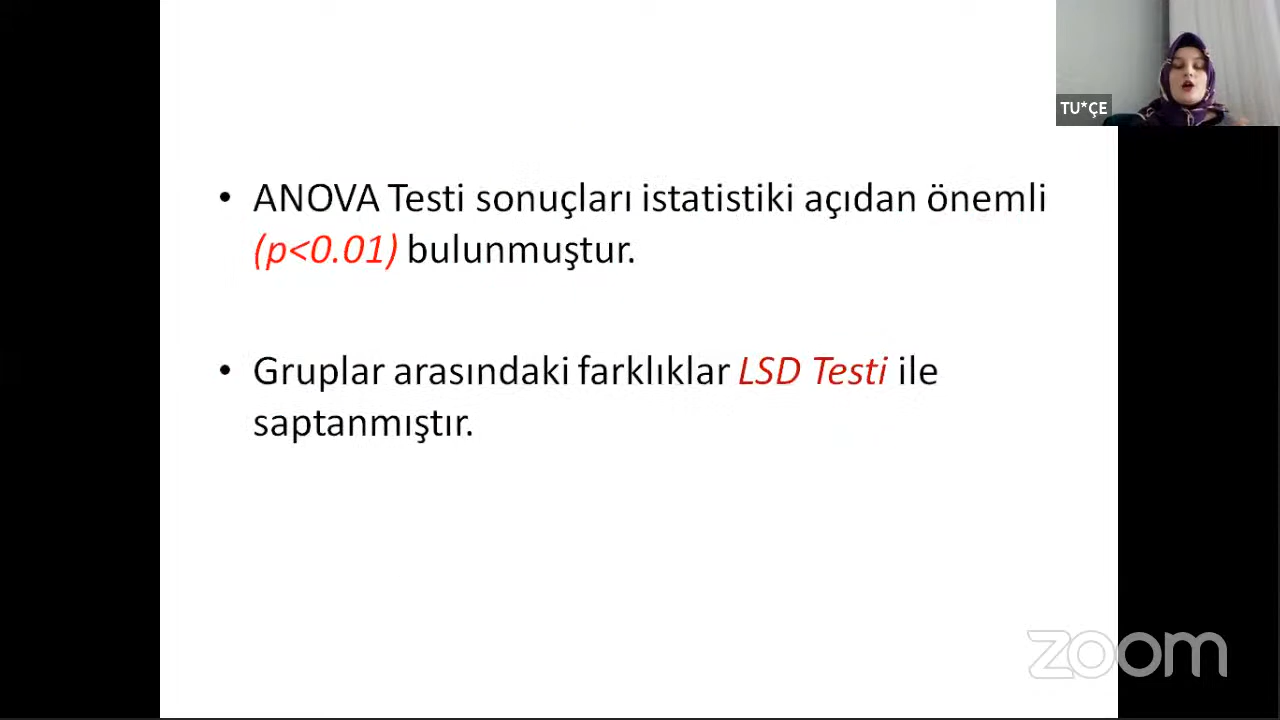 TU*ÇE
• ANOVA Testi sonuçları istatistiki açıdan önemli
(p<0.01) bulunmuştur.
• Gruplar arasındaki farklıklar LSD Testi ile
saptanmıştır.
zoom